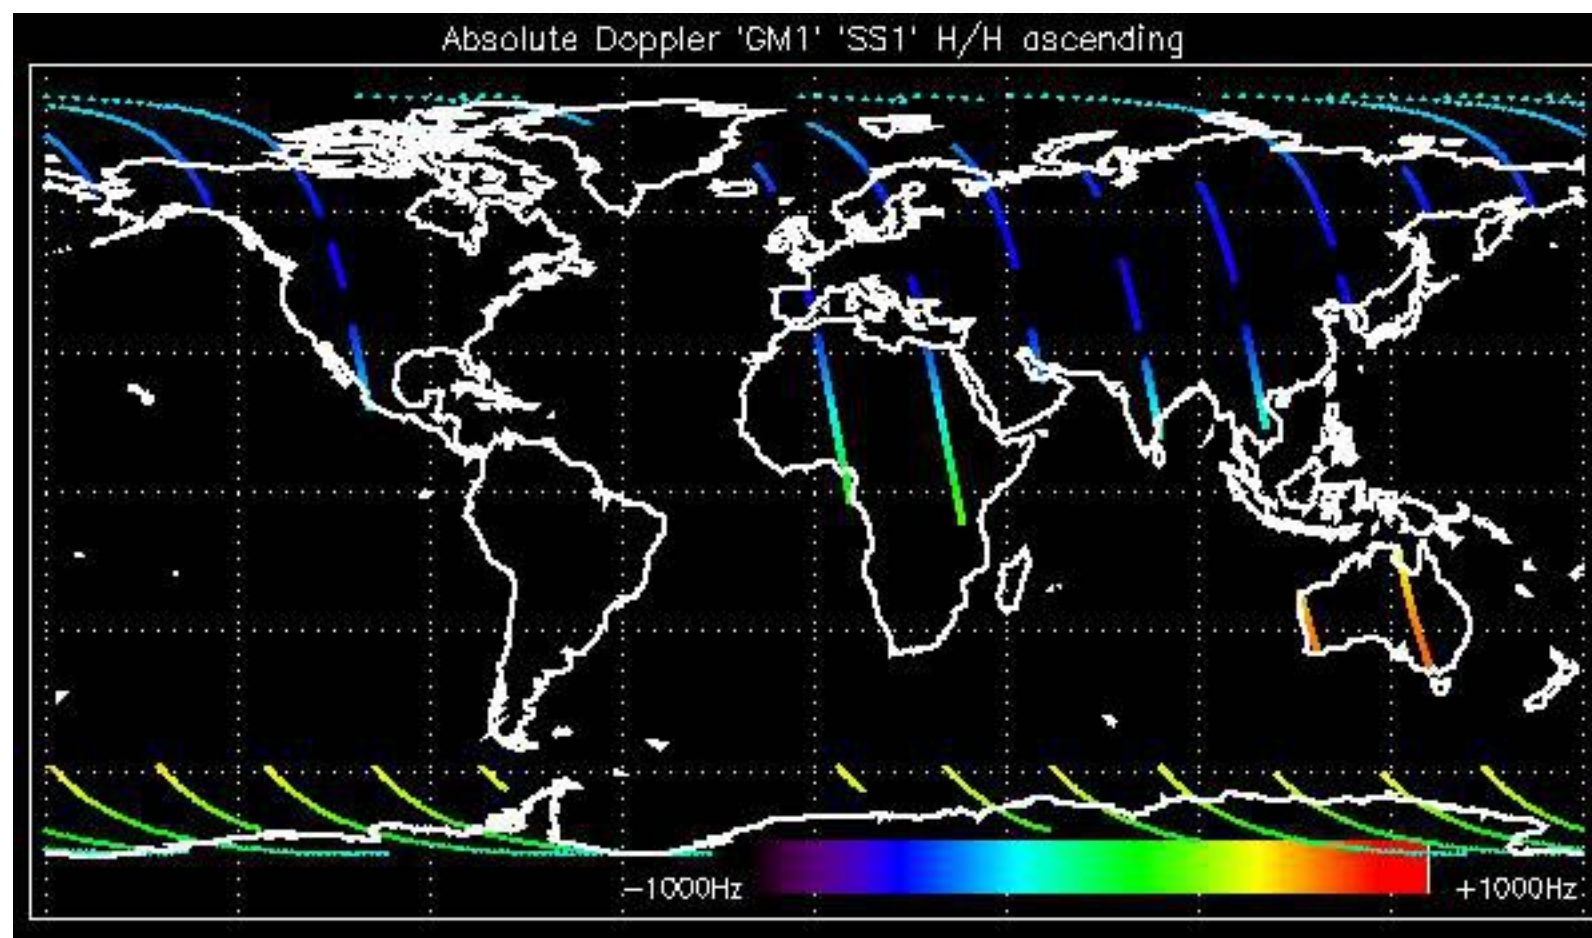 Absolute Doppler 'GM1' 'SS1' H/H ascending
-1000Hz +1000Hz